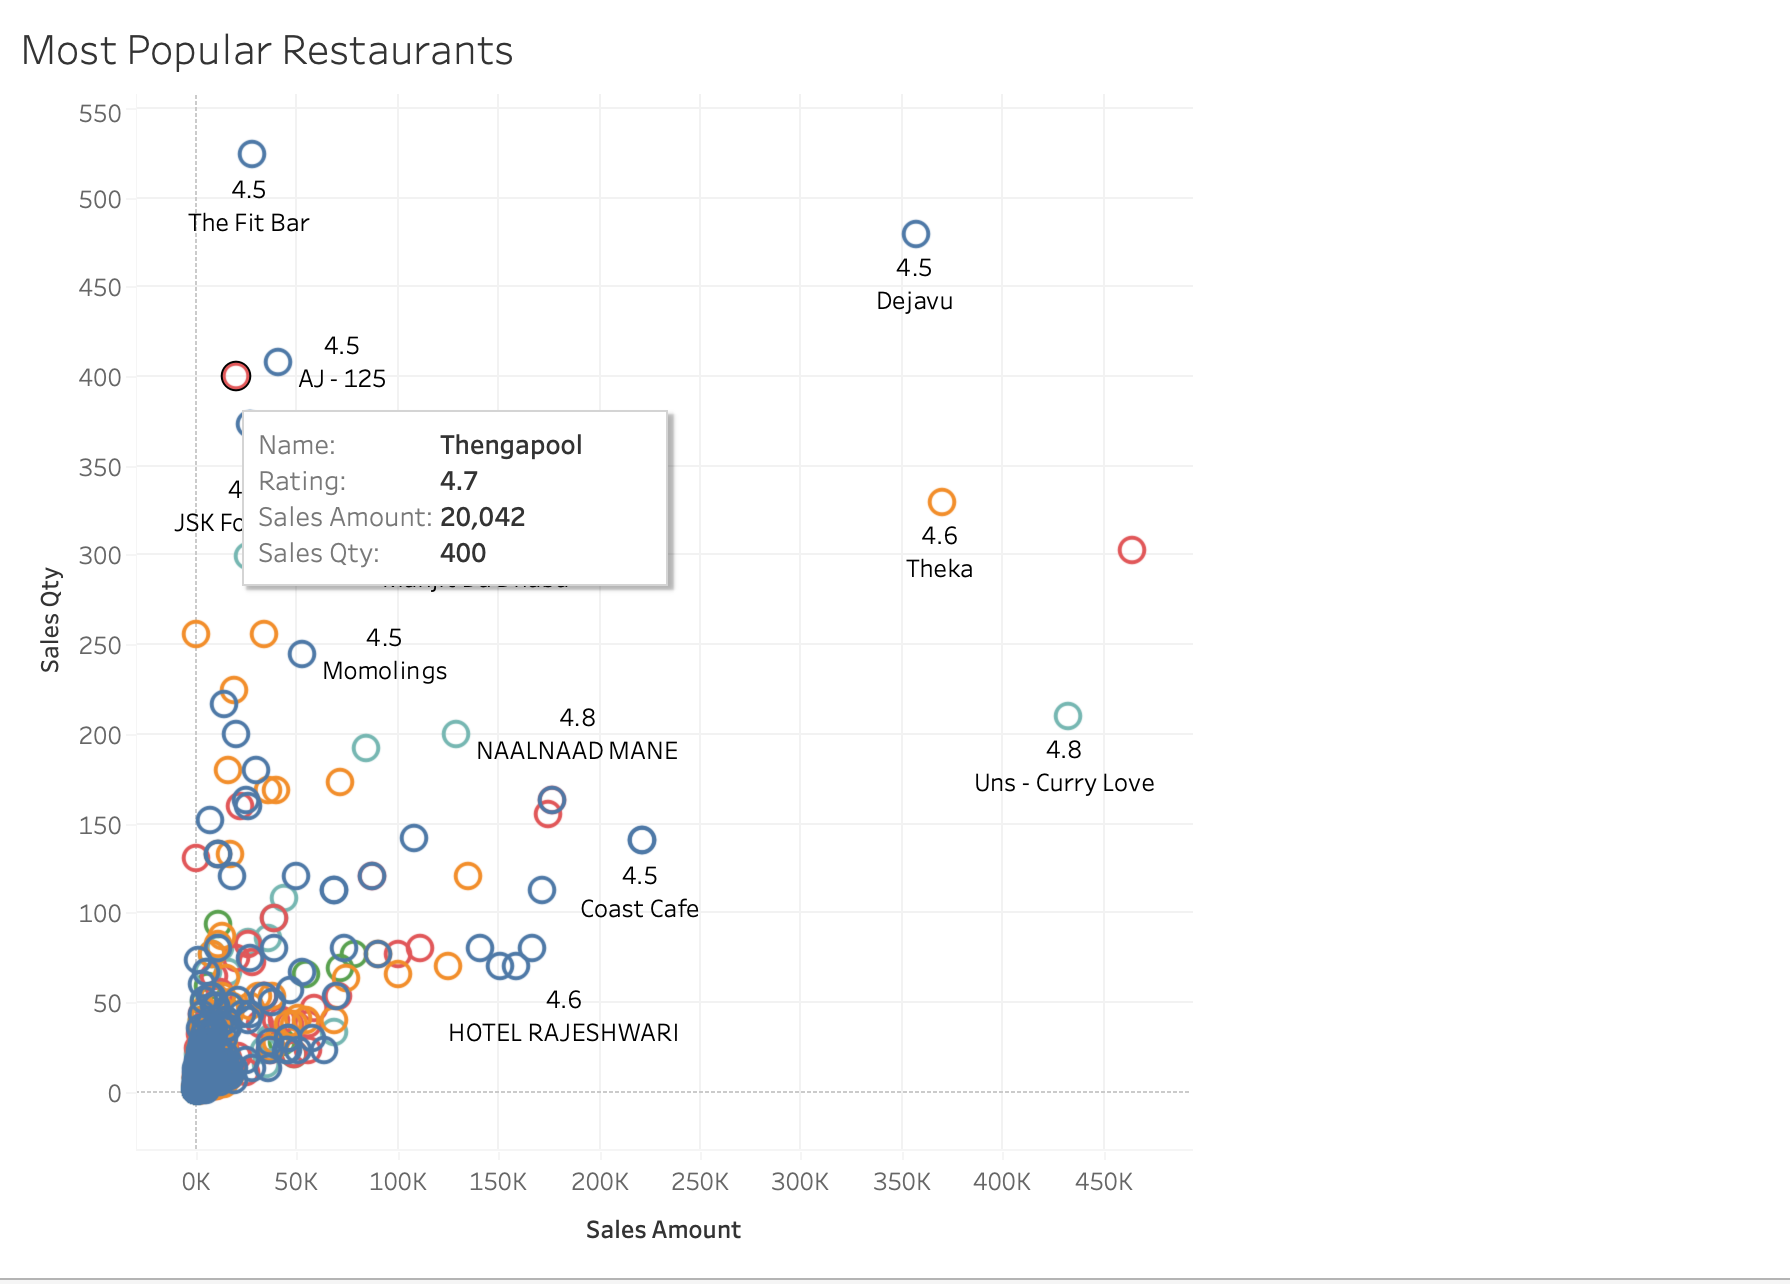 Most Popular Restaurants
550
500
450
400
350
300
250
200
150
100
50
0
Sales Qty
4.5
The Fit Bar
4.5
Dejavu
4.5
AJ - 125
Name: Thengapool
Rating: 4.7
Sales Amount: 20,042
Sales Qty: 400
4
JSK Fo
4.6
Theka
4.5
Momolings
4.8
NAALNAAD MANE
4.8
Uns - Curry Love
4.5
Coast Cafe
4.6
HOTEL RAJESHWARI
0K 50K 100K 150K 200K 250K 300K 350K 400K 450K
Sales Amount